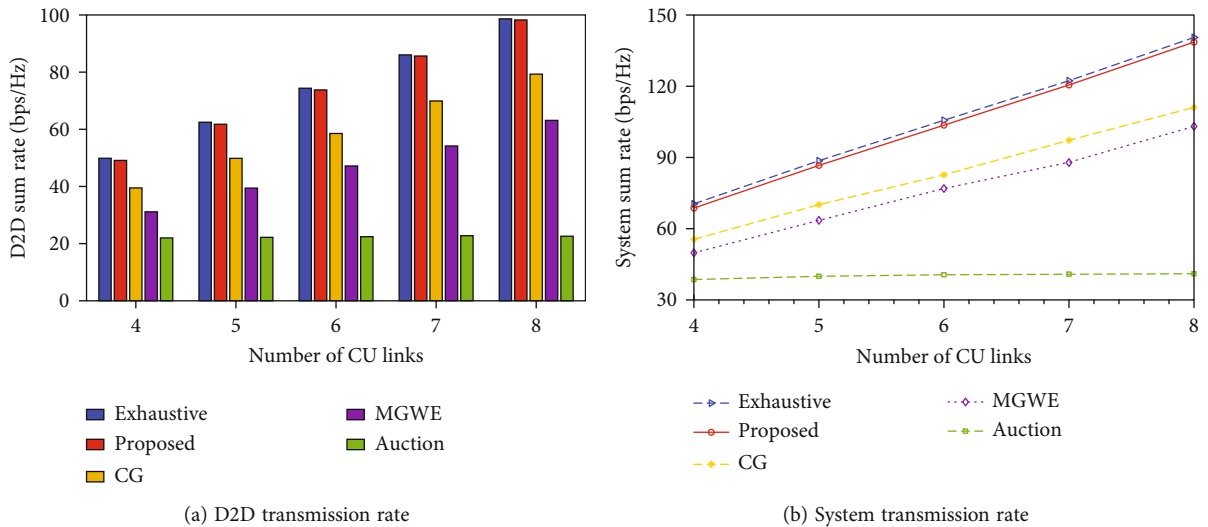 100
80
60
40
20
0
D2D sum rate (bps/Hz)
4 5 6 7 8
Number of CU links
Exhaustive
Proposed
CG
MGWE
Auction
(a) D2D transmission rate
150
120
90
60
30
System sum rate (bps/Hz)
4 5 6 7 8
Number of CU links
Exhaustive
Proposed
CG
MGWE
Auction
(b) System transmission rate